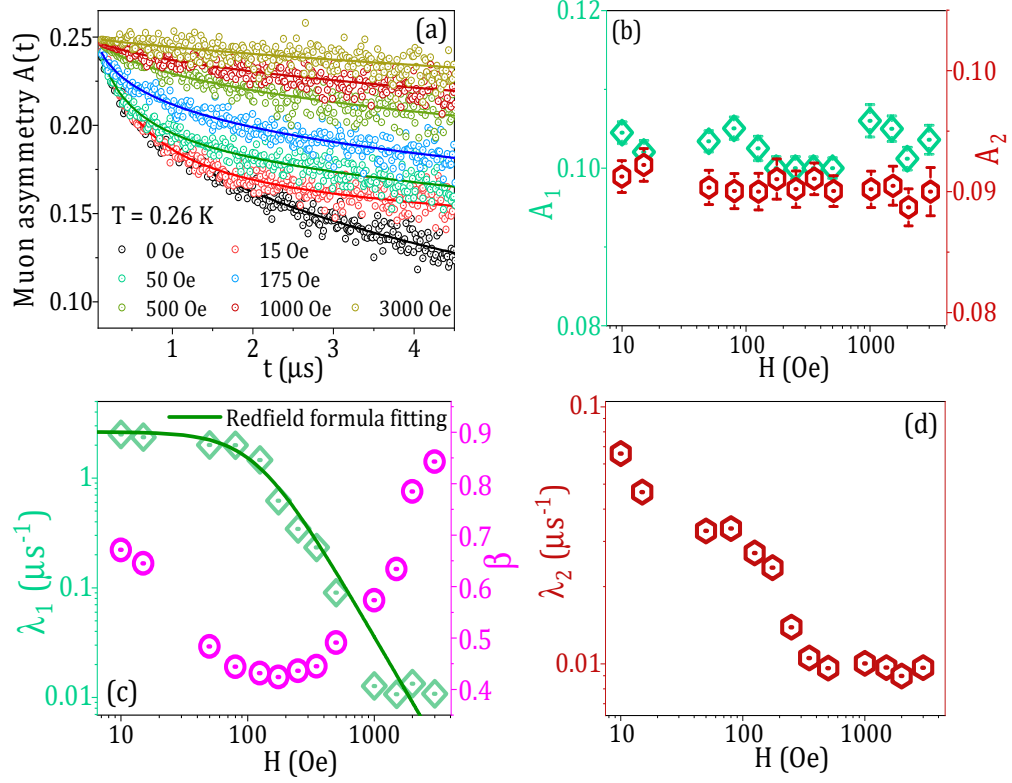 (a)
Muon asymmetry A(t)
0.25
0.20
0.15
0.10
T = 0.26 K
0 Oe 15 Oe
50 Oe 175 Oe
500 Oe 1000 Oe 3000 Oe
1 2 3 4
t (μs)
(b)
A₁
0.12
0.10
0.08
A₂
0.10
0.09
0.08
10 100 1000
H (Oe)
(c)
Redfield formula fitting
λ₁ (μs⁻¹)
1
0.1
0.01
β
0.9
0.8
0.7
0.6
0.5
0.4
10 100 1000
H (Oe)
(d)
λ₂ (μs⁻¹)
0.1
0.01
10 100 1000
H (Oe)